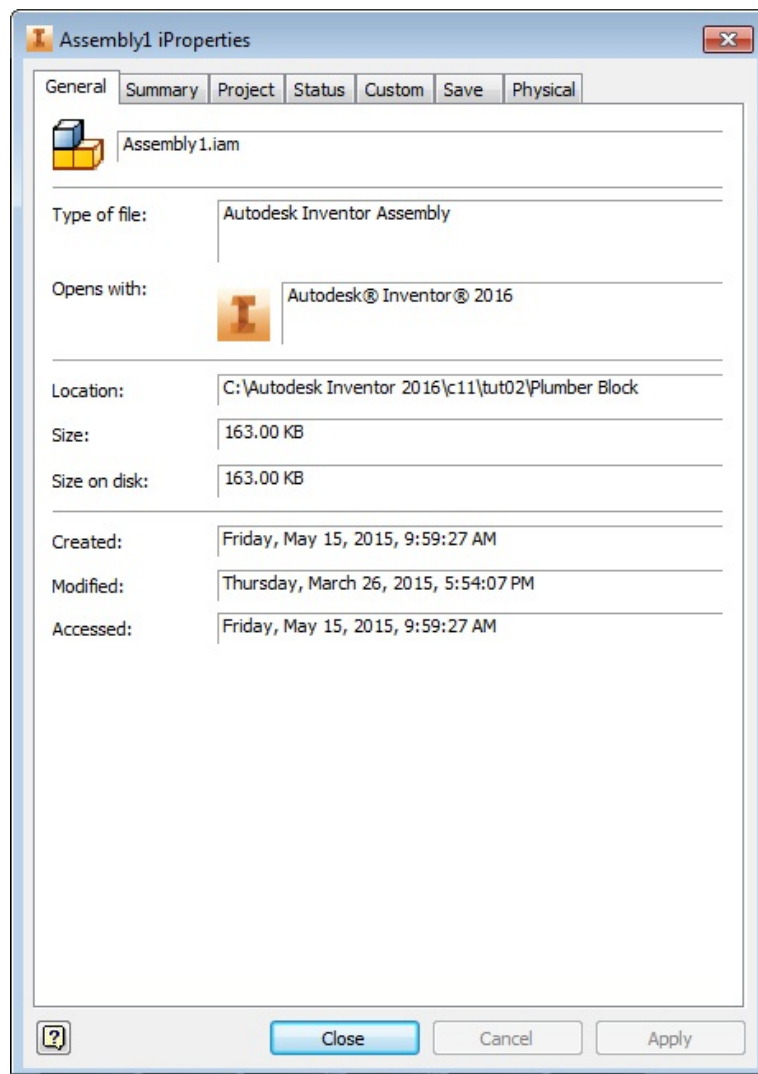 Assembly1 iProperties
General Summary Project Status Custom Save Physical
Assembly1.iam
Type of file: Autodesk Inventor Assembly
Opens with: Autodesk® Inventor® 2016
Location: C:\Autodesk Inventor 2016\c11\tut02\Plumber Block
Size: 163.00 KB
Size on disk: 163.00 KB
Created: Friday, May 15, 2015, 9:59:27 AM
Modified: Thursday, March 26, 2015, 5:54:07 PM
Accessed: Friday, May 15, 2015, 9:59:27 AM
Close Cancel Apply